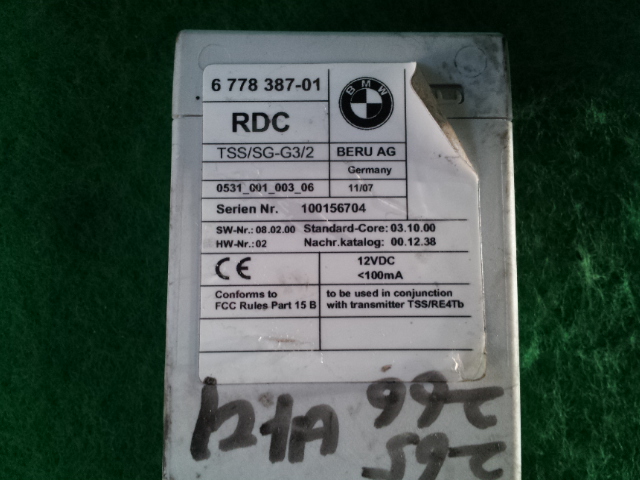 6 778 387-01
BMW
RDC
TSS/SG-G3/2 BERU AG
Germany
0531_001_003_06 11/07
Serien Nr. 100156704
SW-Nr.: 08.02.00 Standard-Core: 03.10.00
HW-Nr.: 02 Nachr.katalog: 00.12.38
CE 12VDC
<100mA
Conforms to to be used in conjunction
FCC Rules Part 15 B with transmitter TSS/RE4Tb
266
265